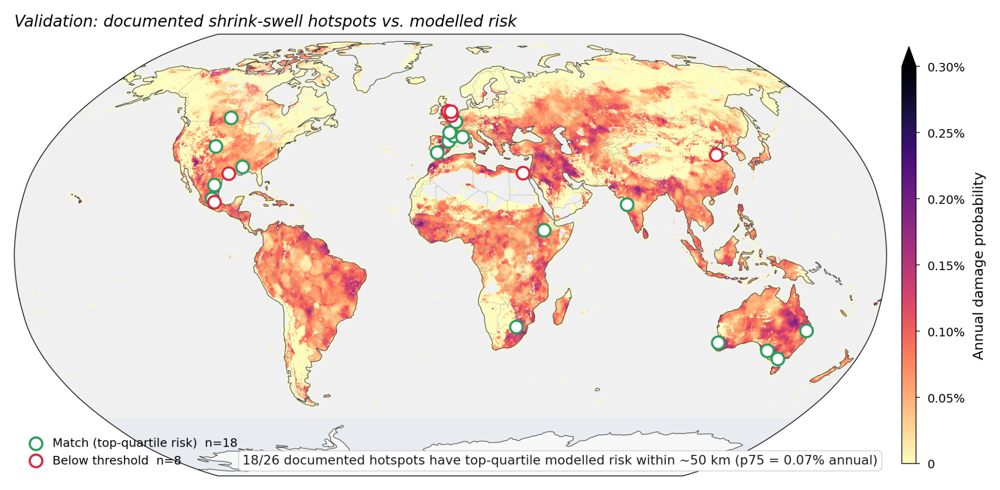 Validation: documented shrink-swell hotspots vs. modelled risk
0.30%
0.25%
0.20%
0.15%
0.10%
0.05%
0
Annual damage probability
Match (top-quartile risk) n=18
Below threshold n=8
18/26 documented hotspots have top-quartile modelled risk within ~50 km (p75 = 0.07% annual)